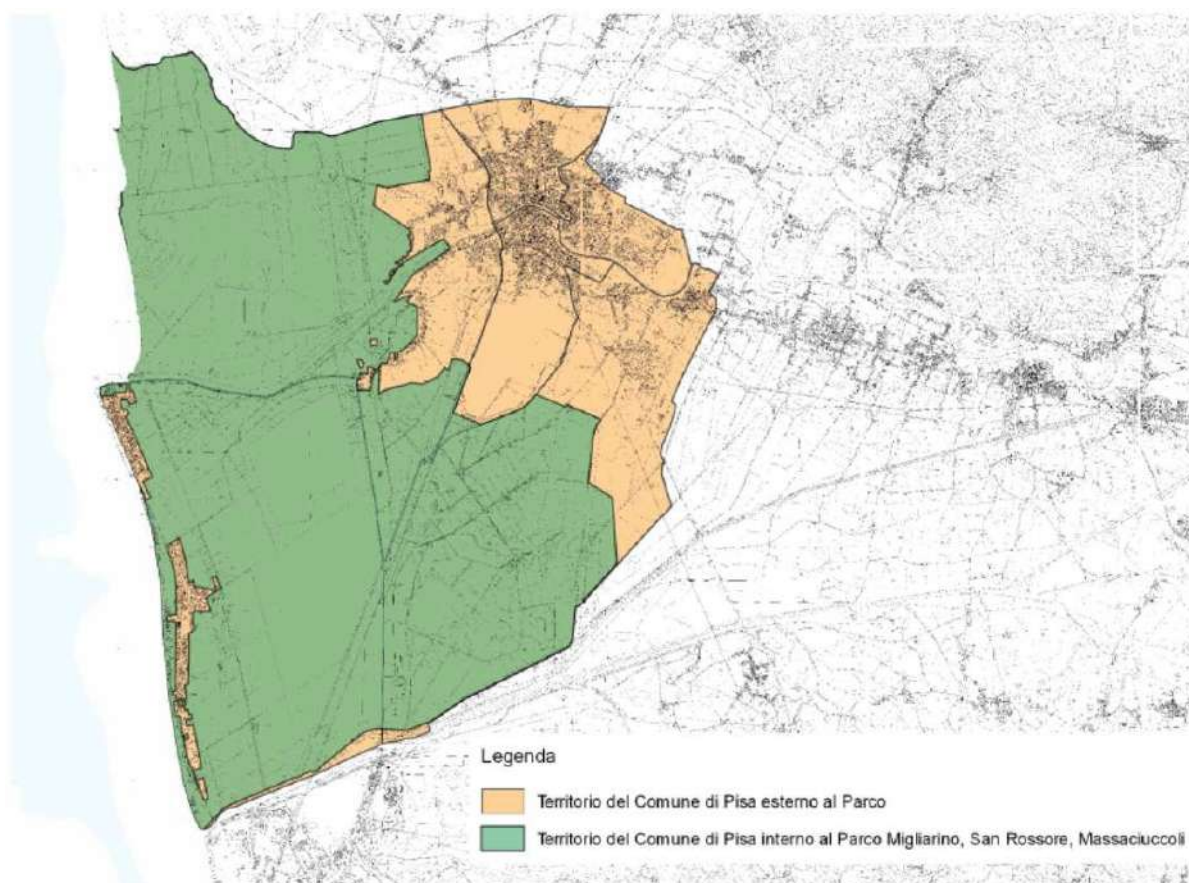 Legenda
Territorio del Comune di Pisa esterno al Parco
Territorio del Comune di Pisa interno al Parco Migliarino, San Rossore, Massaciuccoli